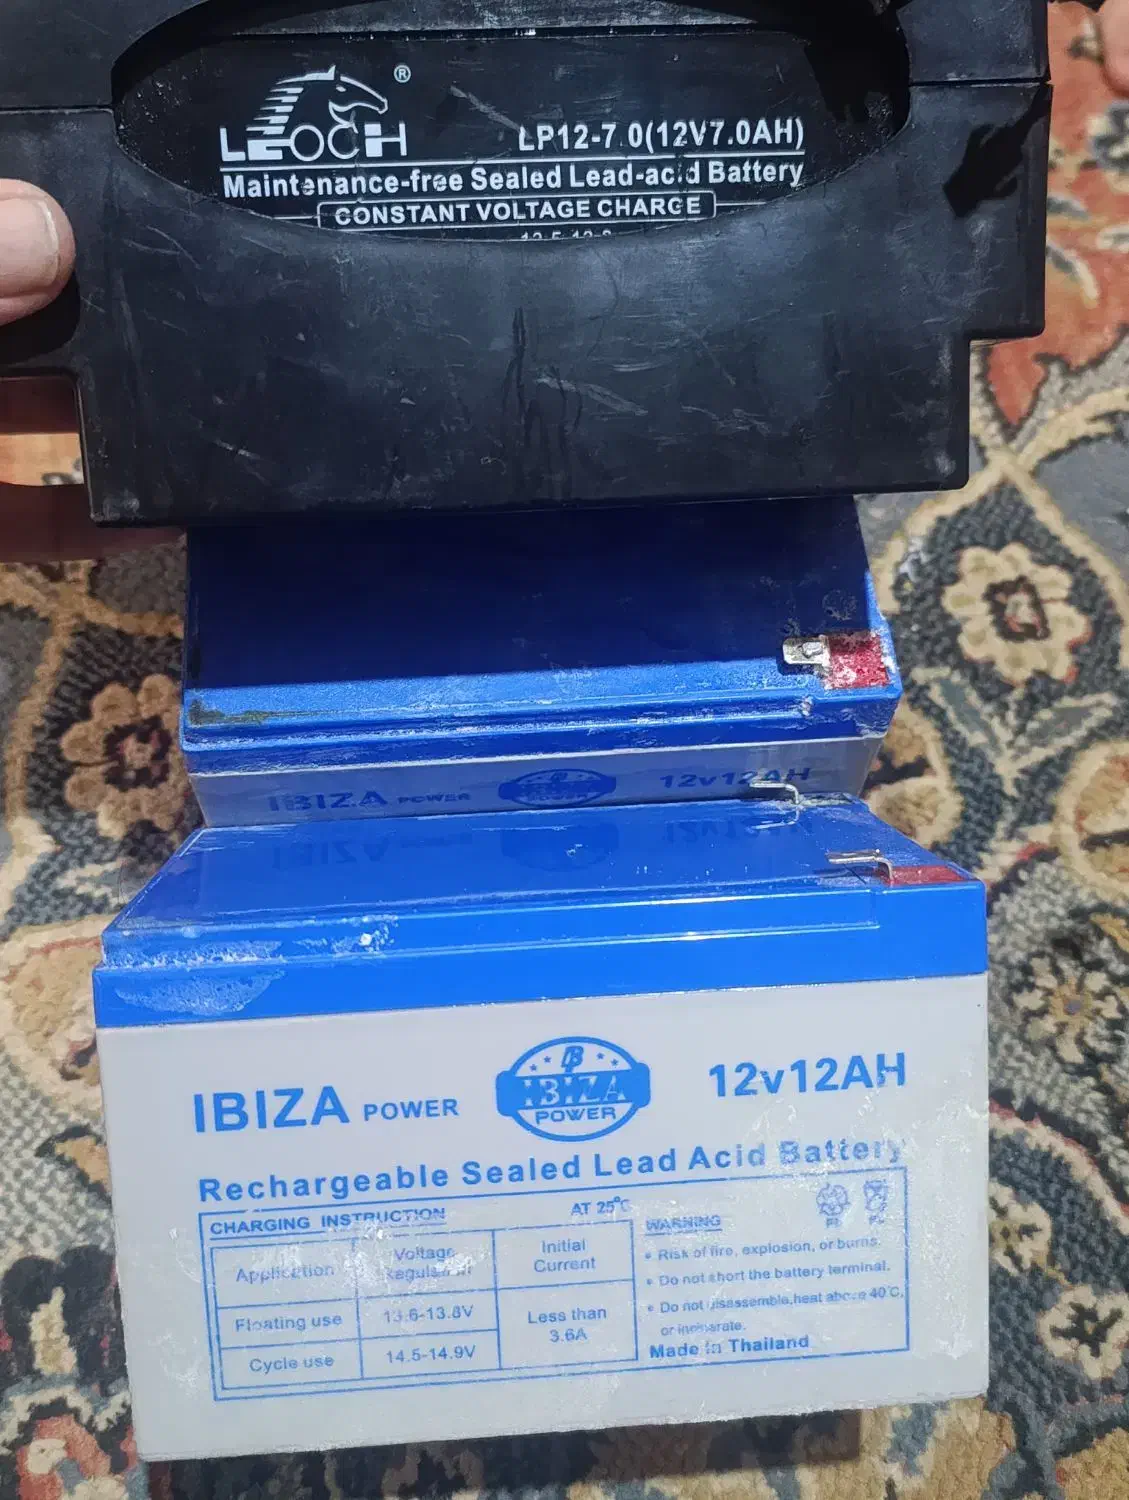 LEOCH ®
LP12-7.0(12V7.0AH)
Maintenance-free Sealed Lead-acid Battery
CONSTANT VOLTAGE CHARGE
IBIZA POWER
12v12AH
IBIZA POWER
IBIZA
POWER
12v12AH
Rechargeable Sealed Lead Acid Battery
CHARGING INSTRUCTION AT 25°C
Application Voltage Regulation Initial Current
Floating use 13.6-13.8V Less than 3.6A
Cycle use 14.5-14.9V
WARNING
• Risk of fire, explosion, or burns.
• Do not short the battery terminal.
• Do not disassemble,heat above 40°C,
or incinerate.
Made in Thailand